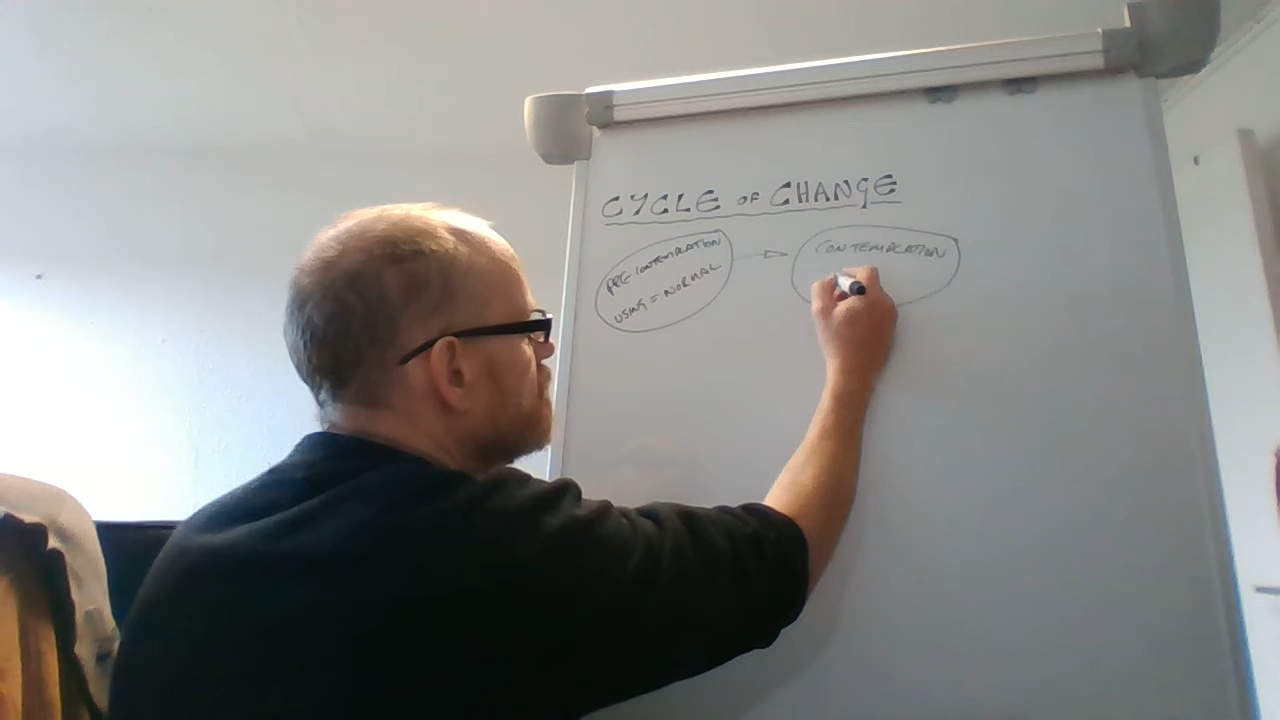 CYCLE OF CHANGE
PRE CONTEMPLATION
USING = NORMAL
CONTEMPLATION